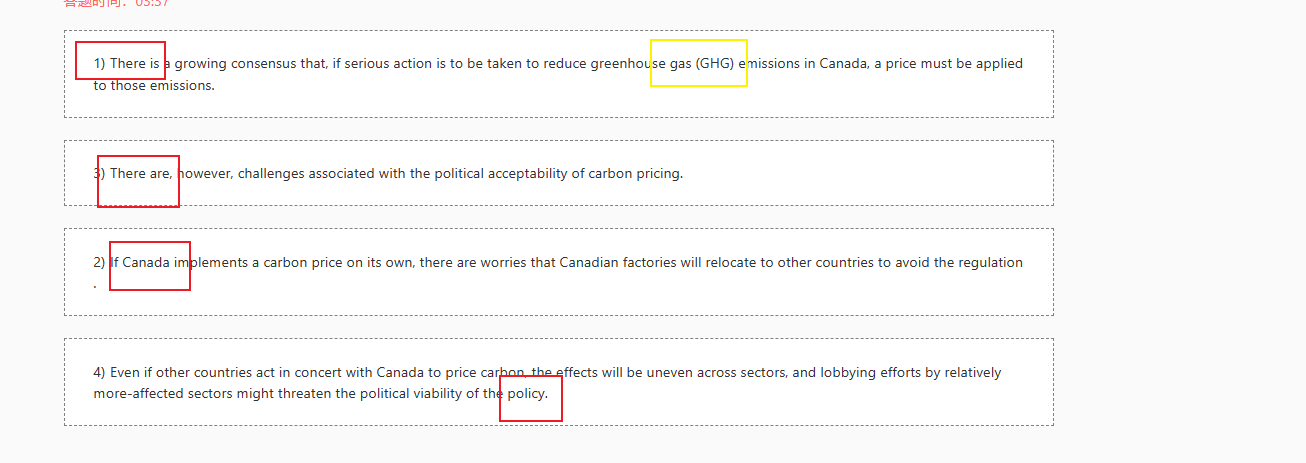 答题时间：03:57
1) There is a growing consensus that, if serious action is to be taken to reduce greenhouse gas (GHG) emissions in Canada, a price must be applied
to those emissions.
3) There are, however, challenges associated with the political acceptability of carbon pricing.
2) If Canada implements a carbon price on its own, there are worries that Canadian factories will relocate to other countries to avoid the regulation
.
4) Even if other countries act in concert with Canada to price carbon, the effects will be uneven across sectors, and lobbying efforts by relatively
more-affected sectors might threaten the political viability of the policy.